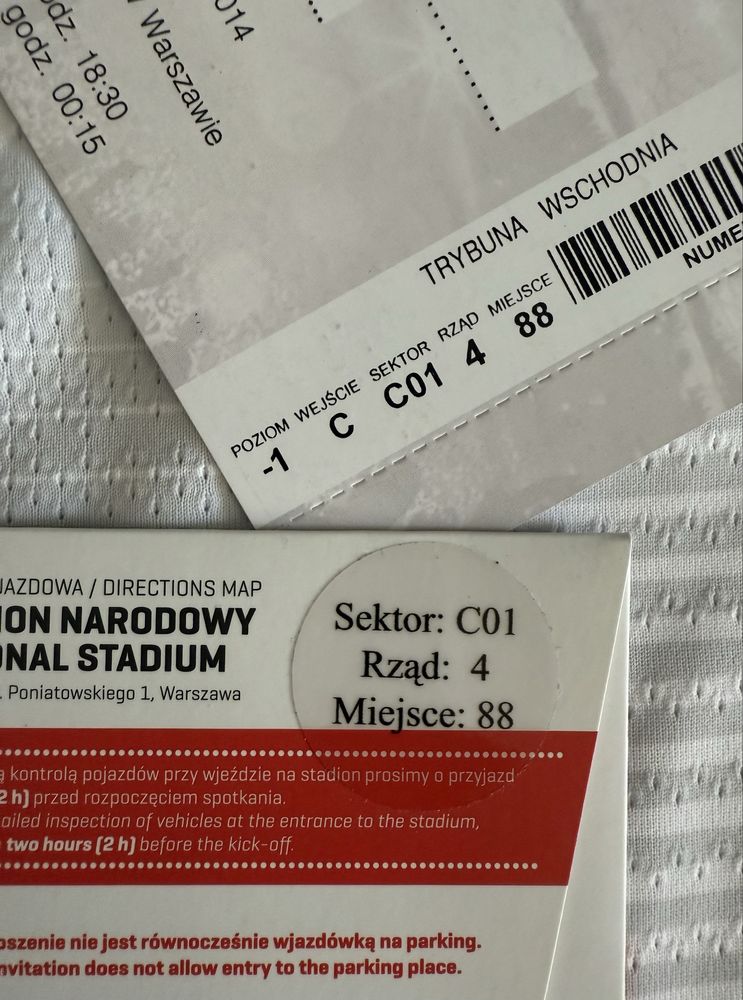 2014
w Warszawie
godz. 18:30
godz. 00:15
TRYBUNA WSCHODNIA
POZIOM WEJŚCIE SEKTOR RZĄD MIEJSCE
-1 C C01 4 88
NUME
JAZDOWA / DIRECTIONS MAP
ION NARODOWY
ONAL STADIUM
. Poniatowskiego 1, Warszawa
Sektor: C01
Rząd: 4
Miejsce: 88
ą kontrolą pojazdów przy wjeździe na stadion prosimy o przyjazd
2 h) przed rozpoczęciem spotkania.
ailed inspection of vehicles at the entrance to the stadium,
two hours (2 h) before the kick-off.
oszenie nie jest równocześnie wjazdówką na parking.
nvitation does not allow entry to the parking place.